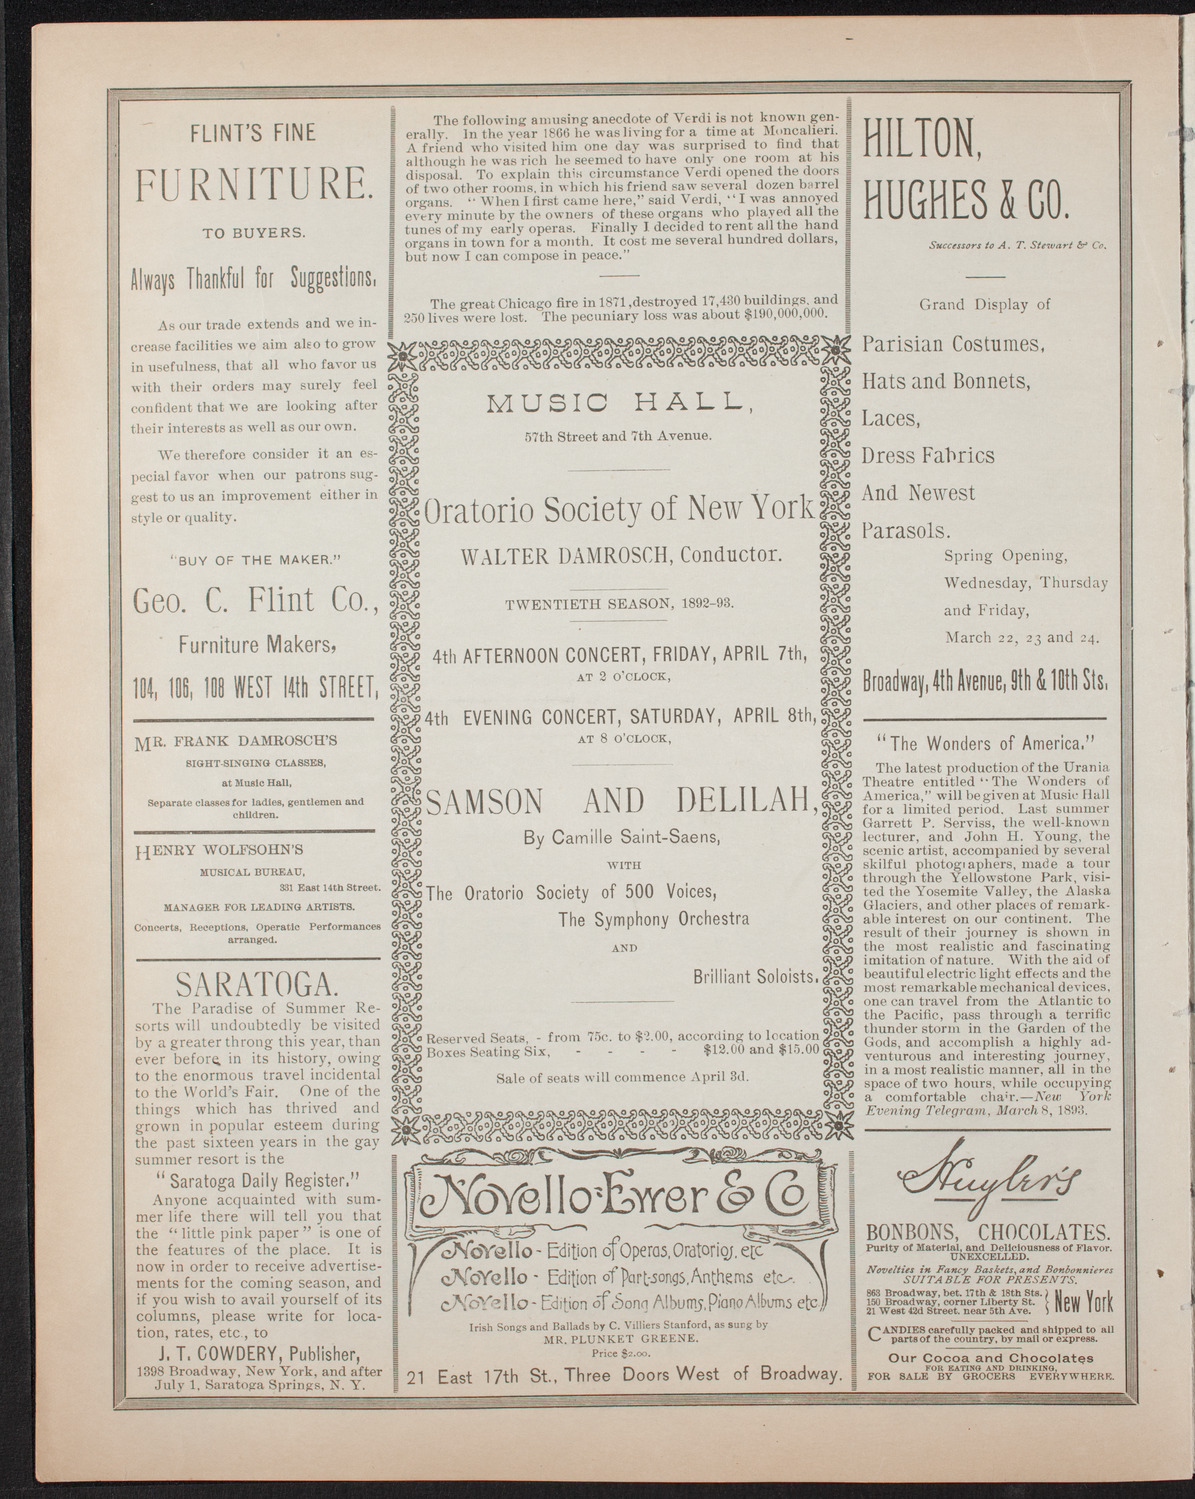 FLINT'S FINE
FURNITURE.
TO BUYERS.
Always Thankful for Suggestions.
As our trade extends and we in-
crease facilities we aim also to grow
in usefulness, that all who favor us
with their orders may surely feel
confident that we are looking after
their interests as well as our own.
We therefore consider it an es-
pecial favor when our patrons sug-
gest to us an improvement either in
style or quality.
"BUY OF THE MAKER."
Geo. C. Flint Co.,
Furniture Makers,
104, 106, 108 WEST 14th STREET,
MR. FRANK DAMROSCH'S
SIGHT-SINGING CLASSES,
at Music Hall,
Separate classes for ladies, gentlemen and
children.
HENRY WOLFSOHN'S
MUSICAL BUREAU,
331 East 14th Street.
MANAGER FOR LEADING ARTISTS.
Concerts, Receptions, Operatic Performances
arranged.
SARATOGA.
The Paradise of Summer Re-
sorts will undoubtedly be visited
by a greater throng this year, than
ever before, in its history, owing
to the enormous travel incidental
to the World's Fair. One of the
things which has thrived and
grown in popular esteem during
the past sixteen years in the gay
summer resort is the
"Saratoga Daily Register."
Anyone acquainted with sum-
mer life there will tell you that
the "little pink paper" is one of
the features of the place. It is
now in order to receive advertise-
ments for the coming season, and
if you wish to avail yourself of its
columns, please write for loca-
tion, rates, etc., to
J. T. COWDERY, Publisher,
1398 Broadway, New York, and after
July 1, Saratoga Springs, N. Y.
The following amusing anecdote of Verdi is not known gen-
erally. In the year 1866 he was living for a time at Moncalieri.
A friend who visited him one day was surprised to find that
although he was rich he seemed to have only one room at his
disposal. To explain this circumstance Verdi opened the doors
of two other rooms, in which his friend saw several dozen barrel
organs. "When I first came here," said Verdi, "I was annoyed
every minute by the owners of these organs who played all the
tunes of my early operas. Finally I decided to rent all the hand
organs in town for a month. It cost me several hundred dollars,
but now I can compose in peace."
The great Chicago fire in 1871, destroyed 17,430 buildings, and
250 lives were lost. The pecuniary loss was about $190,000,000.
MUSIC HALL,
57th Street and 7th Avenue.
Oratorio Society of New York
WALTER DAMROSCH, Conductor.
TWENTIETH SEASON, 1892-93.
4th AFTERNOON CONCERT, FRIDAY, APRIL 7th,
AT 2 O'CLOCK,
4th EVENING CONCERT, SATURDAY, APRIL 8th,
AT 8 O'CLOCK,
SAMSON AND DELILAH,
By Camille Saint-Saens,
WITH
The Oratorio Society of 500 Voices,
The Symphony Orchestra
AND
Brilliant Soloists.
Reserved Seats, - from 75c. to $2.00, according to location
Boxes Seating Six, - - - - $12.00 and $15.00
Sale of seats will commence April 3d.
Novello-Ewer & Co
Novello - Edition of Operas, Oratorios, etc
Novello - Edition of Part-songs, Anthems etc.
Novello - Edition of Song Albums, Piano Albums etc
Irish Songs and Ballads by C. Villiers Stanford, as sung by
MR. PLUNKET GREENE.
Price $2.00.
21 East 17th St., Three Doors West of Broadway.
HILTON,
HUGHES & CO.
Successors to A. T. Stewart & Co.
Grand Display of
Parisian Costumes,
Hats and Bonnets,
Laces,
Dress Fabrics
And Newest
Parasols.
Spring Opening,
Wednesday, Thursday
and Friday,
March 22, 23 and 24.
Broadway, 4th Avenue, 9th & 10th Sts.
"The Wonders of America."
The latest production of the Urania
Theatre entitled "The Wonders of
America," will be given at Music Hall
for a limited period. Last summer
Garrett P. Serviss, the well-known
lecturer, and John H. Young, the
scenic artist, accompanied by several
skilful photographers, made a tour
through the Yellowstone Park, visi-
ted the Yosemite Valley, the Alaska
Glaciers, and other places of remark-
able interest on our continent. The
result of their journey is shown in
the most realistic and fascinating
imitation of nature. With the aid of
beautiful electric light effects and the
most remarkable mechanical devices,
one can travel from the Atlantic to
the Pacific, pass through a terrific
thunder storm in the Garden of the
Gods, and accomplish a highly ad-
venturous and interesting journey,
in a most realistic manner, all in the
space of two hours, while occupying
a comfortable chair.—New York
Evening Telegram, March 8, 1893.
Huyler's
BONBONS, CHOCOLATES.
Purity of Material, and Deliciousness of Flavor.
UNEXCELLED.
Novelties in Fancy Baskets, and Bonbonnieres
SUITABLE FOR PRESENTS.
863 Broadway, bet. 17th & 18th Sts.
150 Broadway, corner Liberty St. New York
21 West 42d Street, near 5th Ave.
CANDIES carefully packed and shipped to all
parts of the country, by mail or express.
Our Cocoa and Chocolates
FOR EATING AND DRINKING,
FOR SALE BY GROCERS EVERYWHERE.